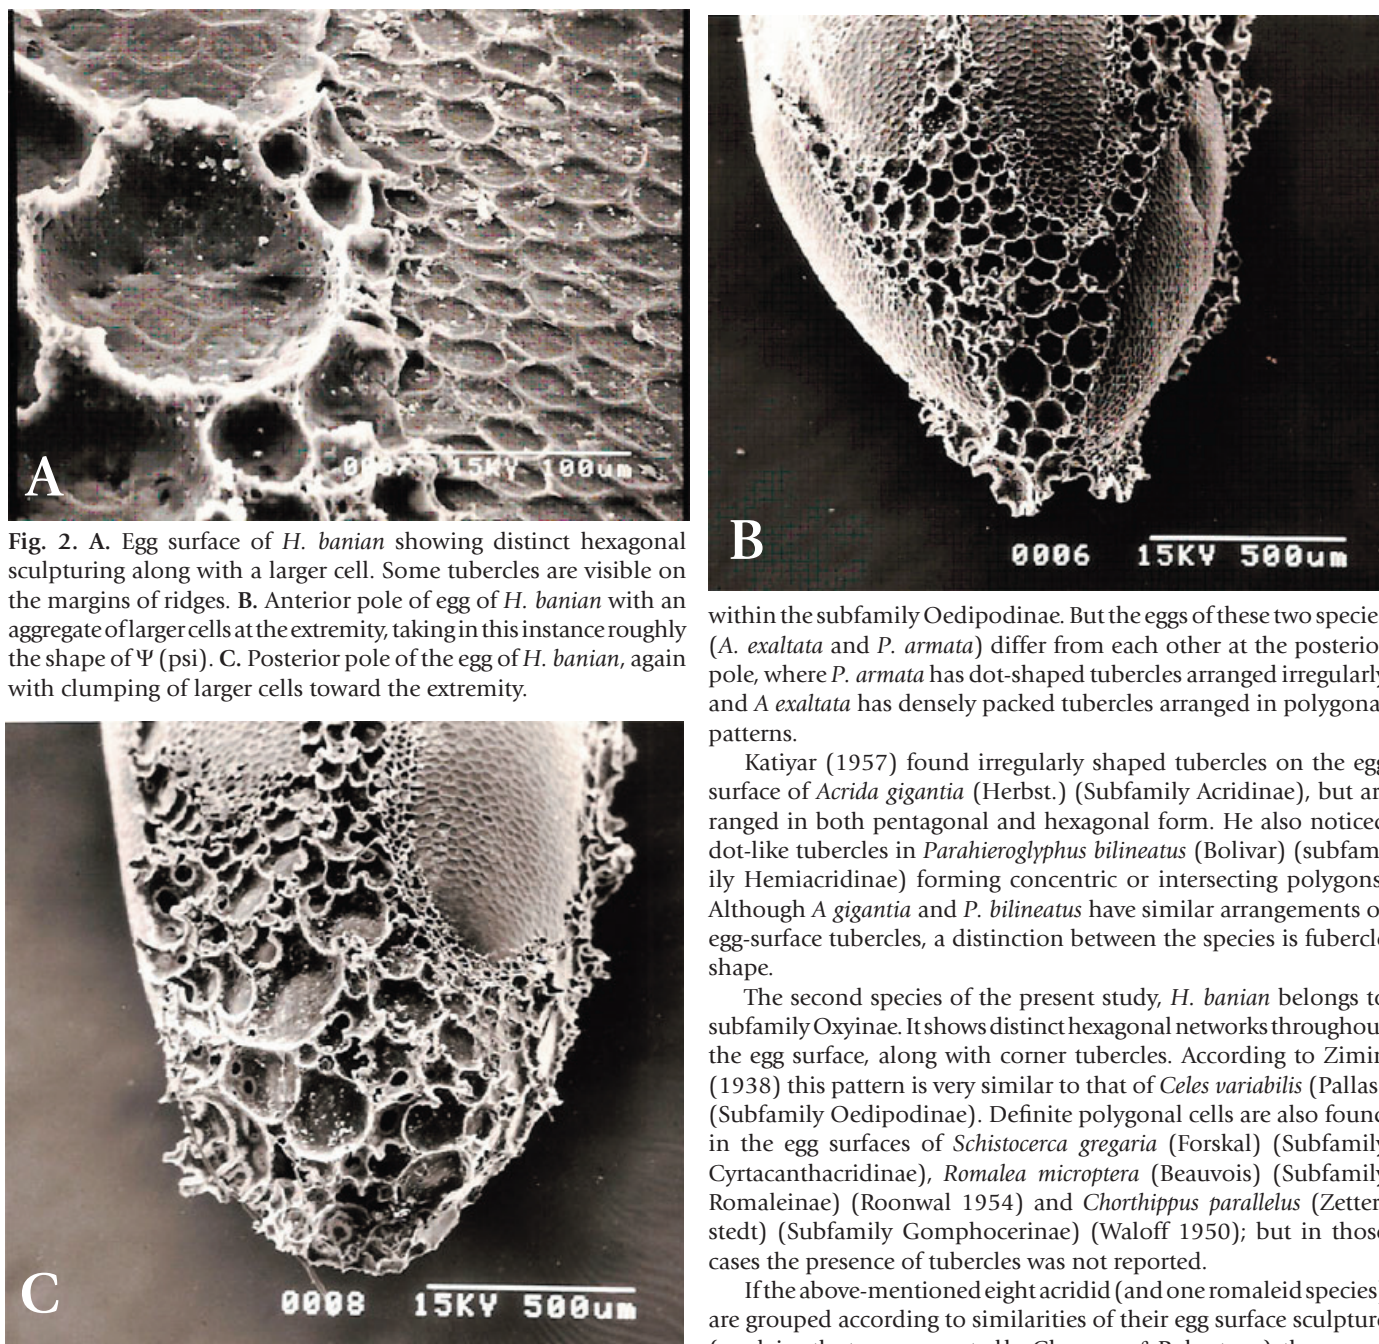 0007 15KV 100um
A
Fig. 2. A. Egg surface of H. banian showing distinct hexagonal
sculpturing along with a larger cell. Some tubercles are visible on
the margins of ridges. B. Anterior pole of egg of H. banian with an
aggregate of larger cells at the extremity, taking in this instance roughly
the shape of Ψ (psi). C. Posterior pole of the egg of H. banian, again
with clumping of larger cells toward the extremity.
C
0008 15KV 500um
B
0006 15KV 500um
within the subfamily Oedipodinae. But the eggs of these two specie
(A. exaltata and P. armata) differ from each other at the posterio
pole, where P. armata has dot-shaped tubercles arranged irregularly
and A exaltata has densely packed tubercles arranged in polygona
patterns.
Katiyar (1957) found irregularly shaped tubercles on the egg
surface of Acrida gigantia (Herbst.) (Subfamily Acridinae), but ar
ranged in both pentagonal and hexagonal form. He also noticed
dot-like tubercles in Parahieroglyphus bilineatus (Bolivar) (subfam
ily Hemiacridinae) forming concentric or intersecting polygons
Although A gigantia and P. bilineatus have similar arrangements o
egg-surface tubercles, a distinction between the species is fubercl
shape.
The second species of the present study, H. banian belongs to
subfamily Oxyinae. It shows distinct hexagonal networks throughou
the egg surface, along with corner tubercles. According to Zimin
(1938) this pattern is very similar to that of Celes variabilis (Pallas
(Subfamily Oedipodinae). Definite polygonal cells are also found
in the egg surfaces of Schistocerca gregaria (Forskal) (Subfamily
Cyrtacanthacridinae), Romalea microptera (Beauvois) (Subfamily
Romaleinae) (Roonwal 1954) and Chorthippus parallelus (Zetter
stedt) (Subfamily Gomphocerinae) (Waloff 1950); but in those
cases the presence of tubercles was not reported.
If the above-mentioned eight acridid (and one romaleid species
are grouped according to similarities of their egg surface sculpture